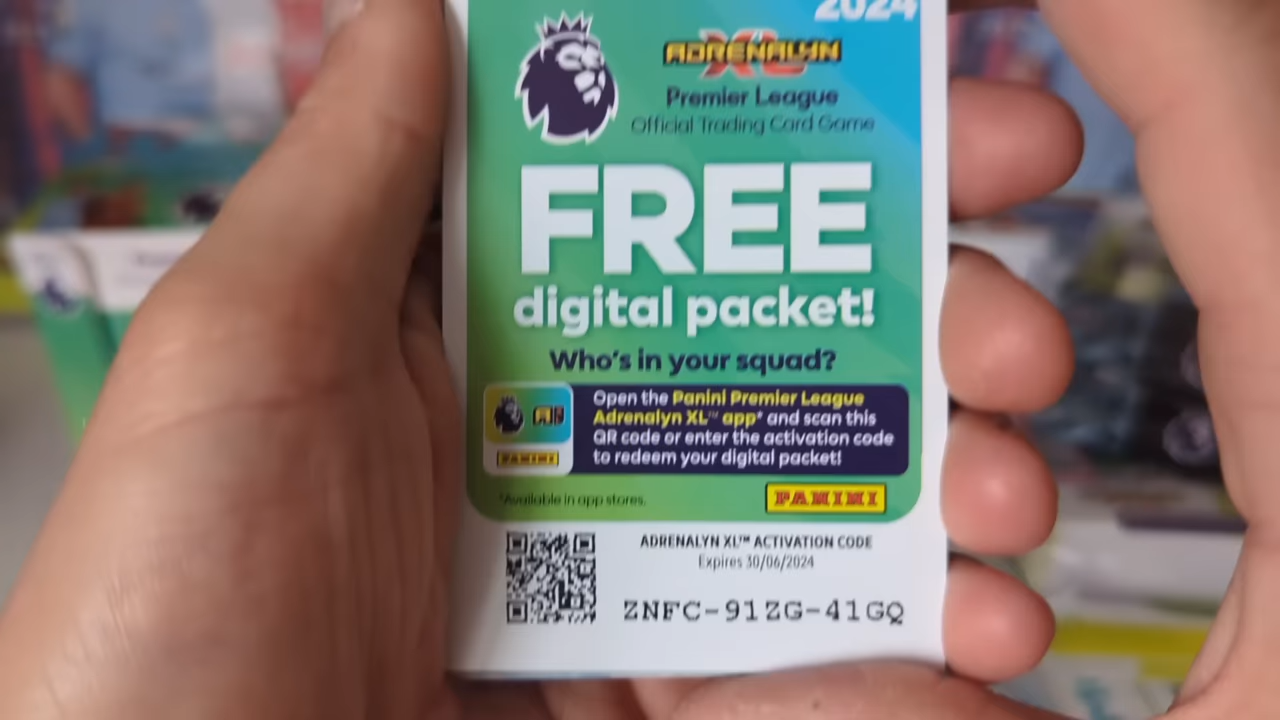 2024
ADRENALYN
XL
Premier League
Official Trading Card Game
FREE
digital packet!
Who's in your squad?
Open the Panini Premier League
Adrenalyn XL™ app* and scan this
QR code or enter the activation code
to redeem your digital packet!
PANINI
*Available in app stores.
PANINI
ADRENALYN XL™ ACTIVATION CODE
Expires 30/06/2024
ZNFC-91ZG-41GQ